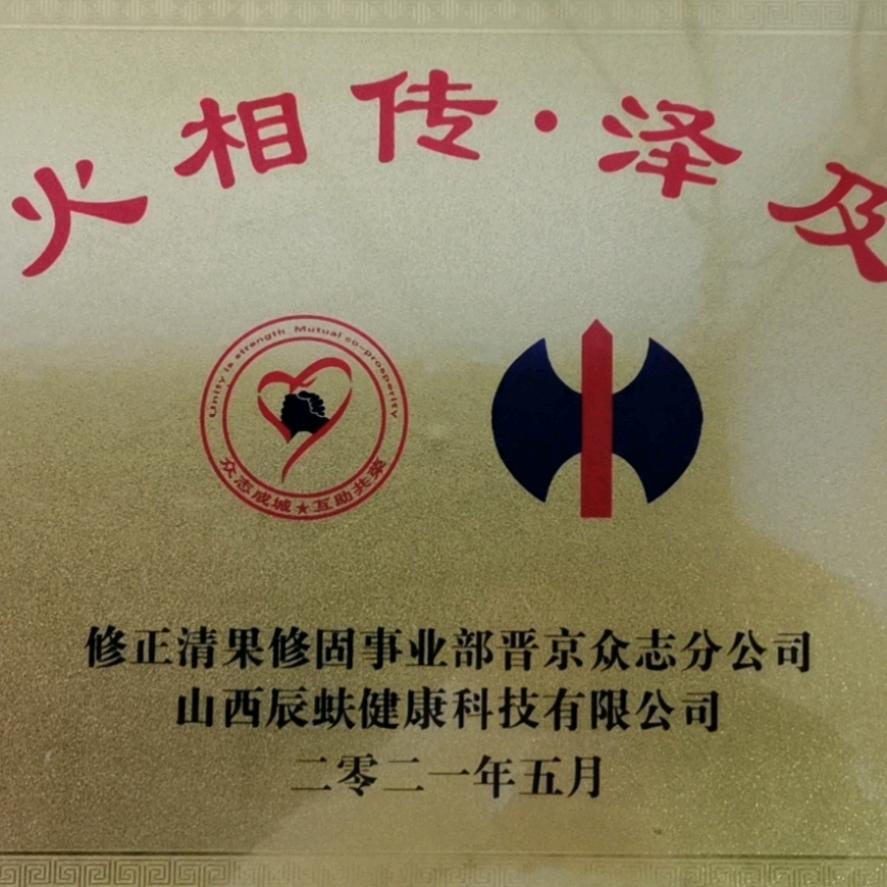 火相传·泽及
Unity is strength Mutual co-prosperity
众志成城★互助共荣
修正清果修固事业部晋京众志分公司
山西辰蚨健康科技有限公司
二零二一年五月